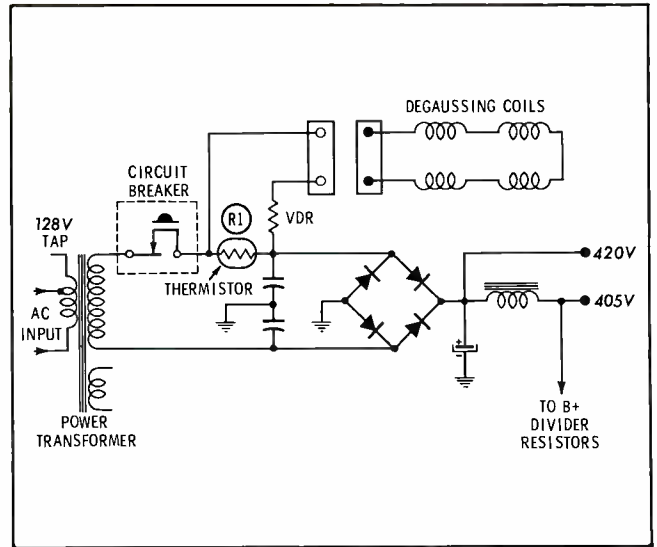 DEGAUSSING COILS
CIRCUIT
BREAKER
128V
TAP
R1
VDR
THERMISTOR
420V
405V
AC
INPUT
+
-
POWER
TRANSFORMER
TO B+
DIVIDER
RESISTORS